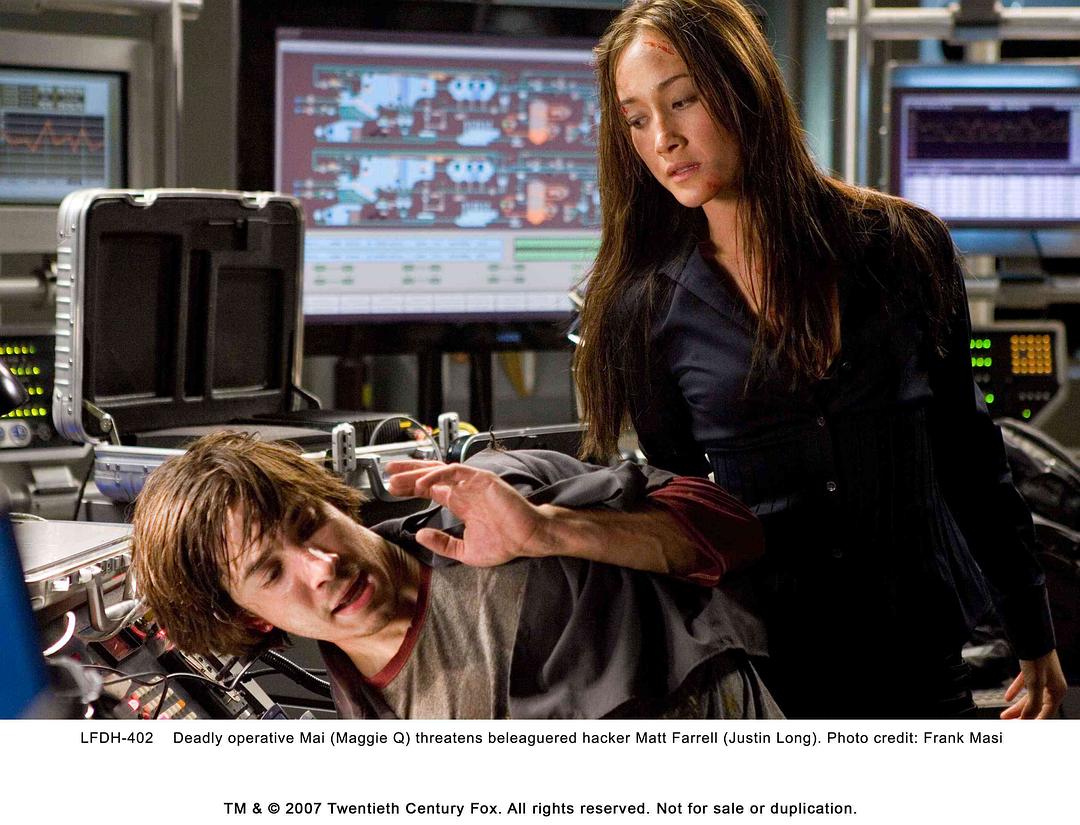 LFDH-402 Deadly operative Mai (Maggie Q) threatens beleaguered hacker Matt Farrell (Justin Long). Photo credit: Frank Masi
TM & © 2007 Twentieth Century Fox. All rights reserved. Not for sale or duplication.